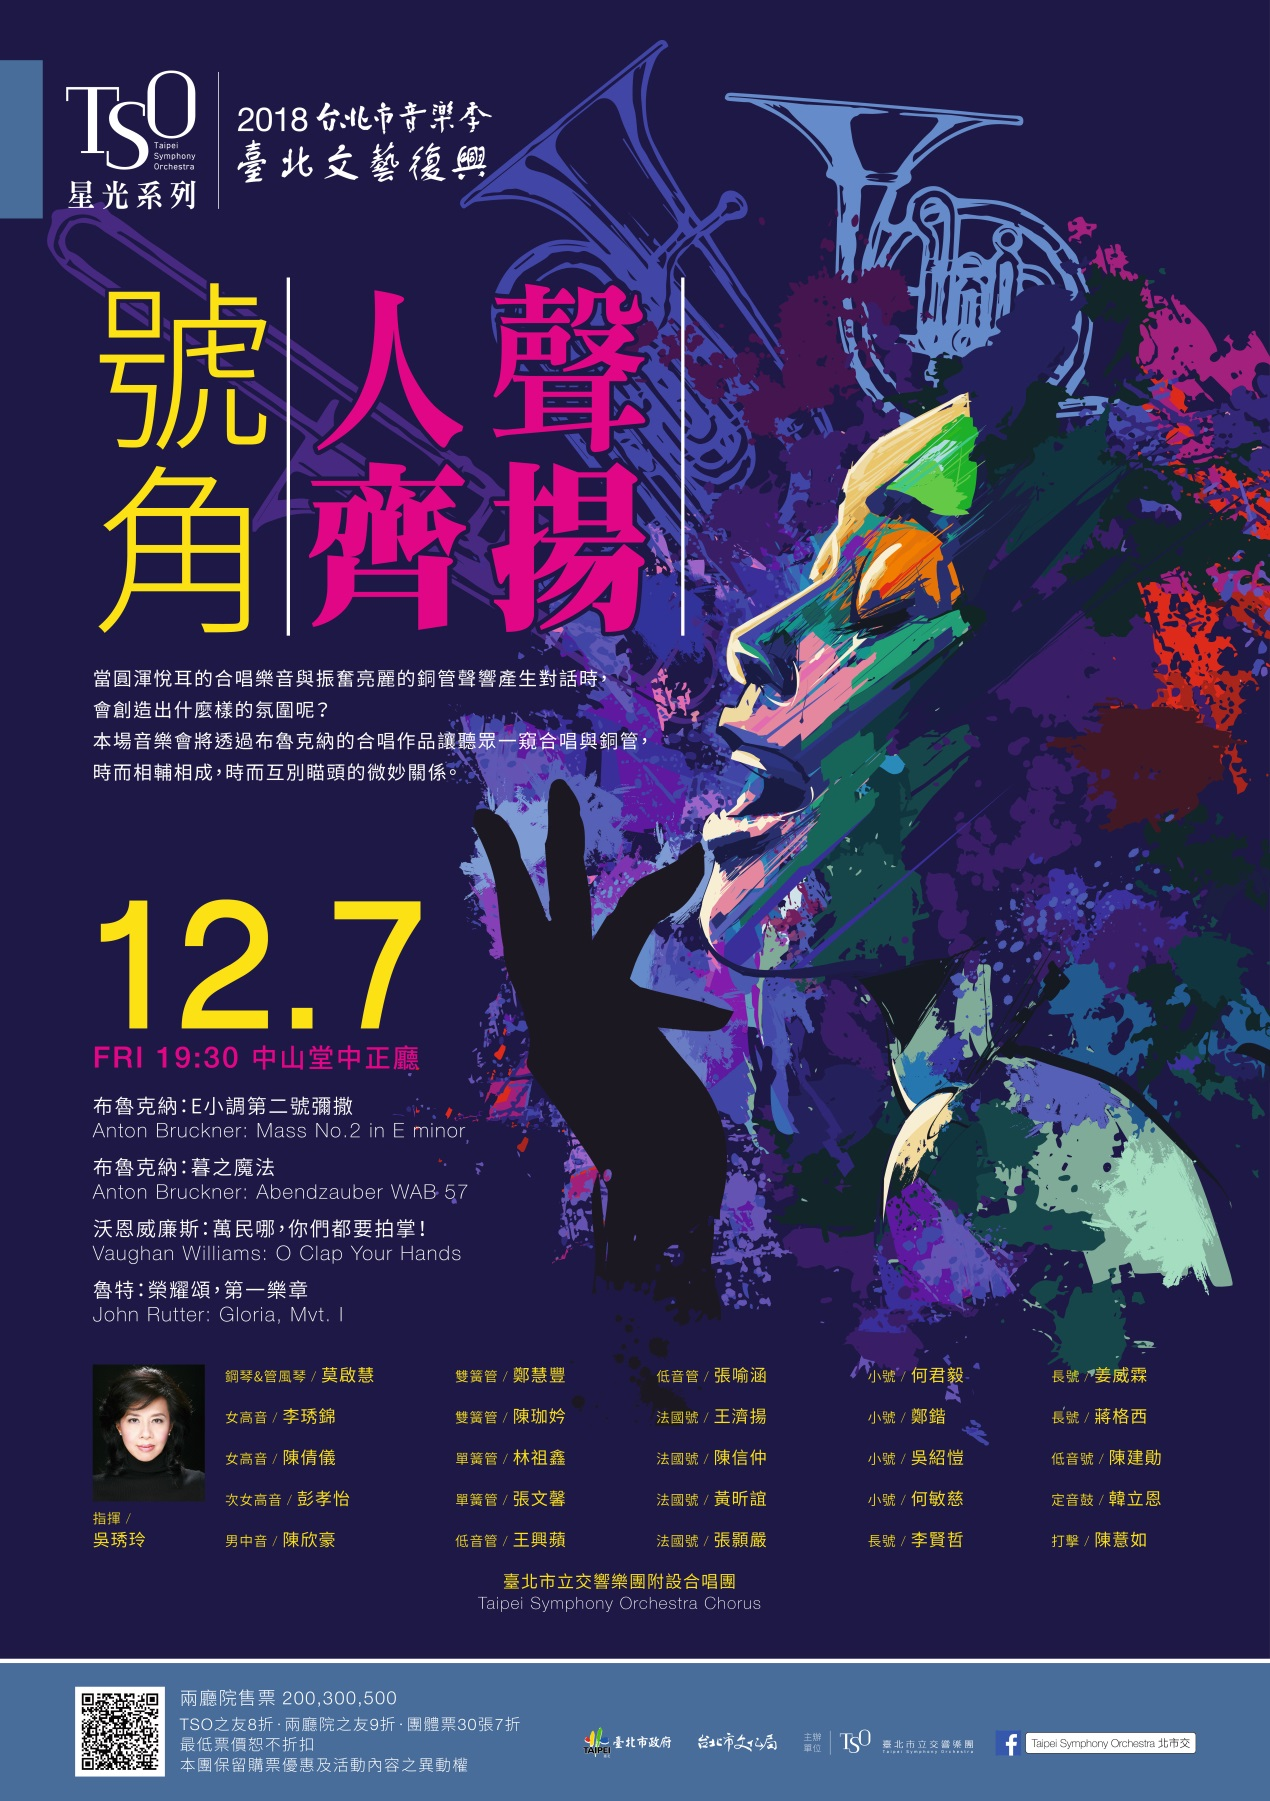 TSO
Taipei
Symphony
Orchestra
星光系列
2018 台北市音樂季
臺北文藝復興
號角
人聲
齊揚
當圓渾悅耳的合唱樂音與振奮亮麗的銅管聲響產生對話時，
會創造出什麼樣的氛圍呢？
本場音樂會將透過布魯克納的合唱作品讓聽眾一窺合唱與銅管，
時而相輔相成，時而互別瞄頭的微妙關係。
12.7
FRI 19:30 中山堂中正廳
布魯克納：E小調第二號彌撒
Anton Bruckner: Mass No.2 in E minor
布魯克納：暮之魔法
Anton Bruckner: Abendzauber WAB 57
沃恩威廉斯：萬民哪，你們都要拍掌！
Vaughan Williams: O Clap Your Hands
魯特：榮耀頌，第一樂章
John Rutter: Gloria, Mvt. I
指揮 /
吳琇玲
鋼琴&管風琴 / 莫啟慧
女高音 / 李琇錦
女高音 / 陳倩儀
次女高音 / 彭孝怡
男中音 / 陳欣豪
雙簧管 / 鄭慧豐
雙簧管 / 陳珈妗
單簧管 / 林祖鑫
單簧管 / 張文馨
低音管 / 王興蘋
低音管 / 張喻涵
法國號 / 王濟揚
法國號 / 陳信仲
法國號 / 黃昕誼
法國號 / 張顥嚴
小號 / 何君毅
小號 / 鄭鍇
小號 / 吳紹愷
小號 / 何敏慈
長號 / 李賢哲
長號 / 姜威霖
長號 / 蔣格西
低音號 / 陳建勛
定音鼓 / 韓立恩
打擊 / 陳薏如
臺北市立交響樂團附設合唱團
Taipei Symphony Orchestra Chorus
兩廳院售票 200,300,500
TSO之友8折·兩廳院之友9折·團體票30張7折
最低票價恕不折扣
本團保留購票優惠及活動內容之異動權
TAIPEI 臺北市政府
台北市文化局
主辦
單位
TSO 臺北市立交響樂團
Taipei Symphony Orchestra
f Taipei Symphony Orchestra 北市交